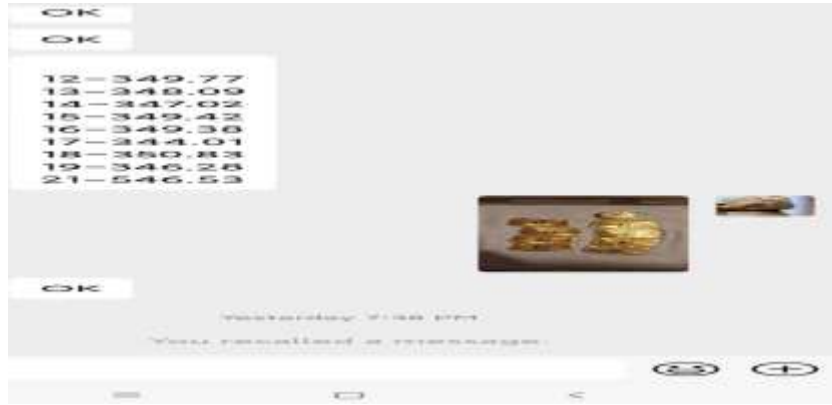 OK
OK
12-349.77
13-348.09
14-347.02
15-349.42
16-349.38
17-344.01
18-350.83
19-346.28
21-546.53
OK
Yesterday 7:38 PM
You recalled a message.